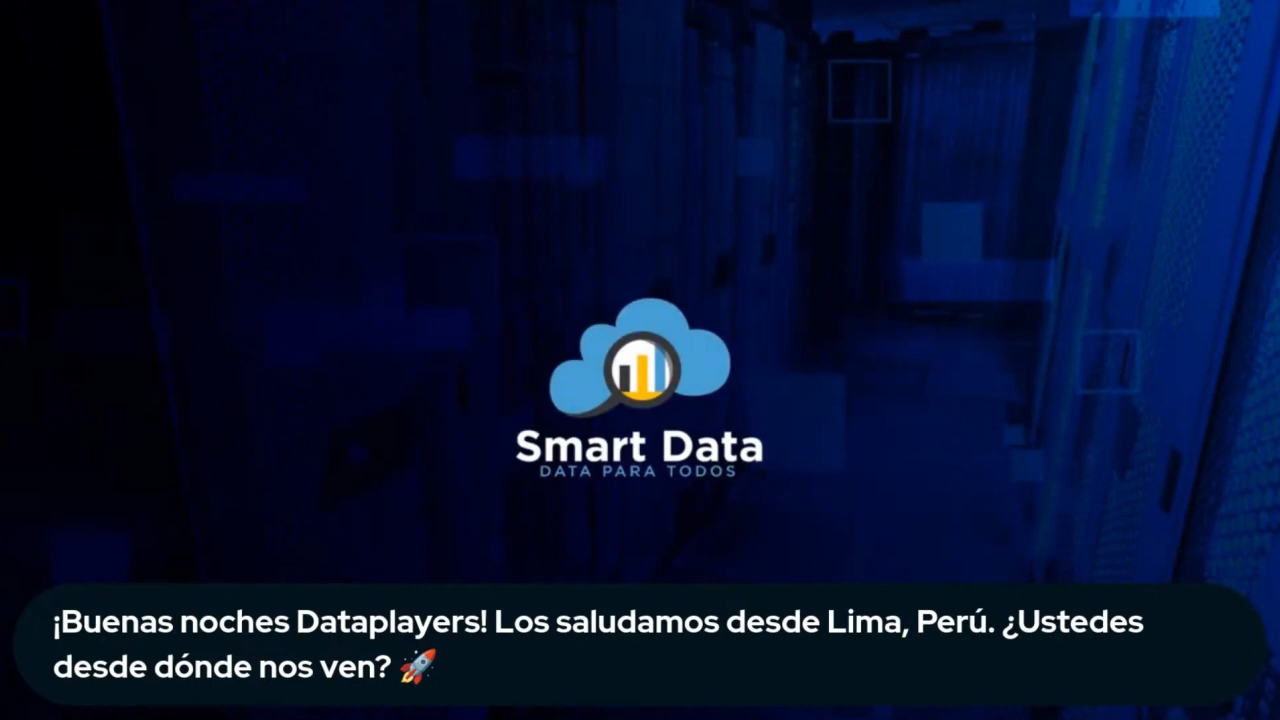 Smart Data
DATA PARA TODOS
¡Buenas noches Dataplayers! Los saludamos desde Lima, Perú. ¿Ustedes
desde dónde nos ven? 🚀